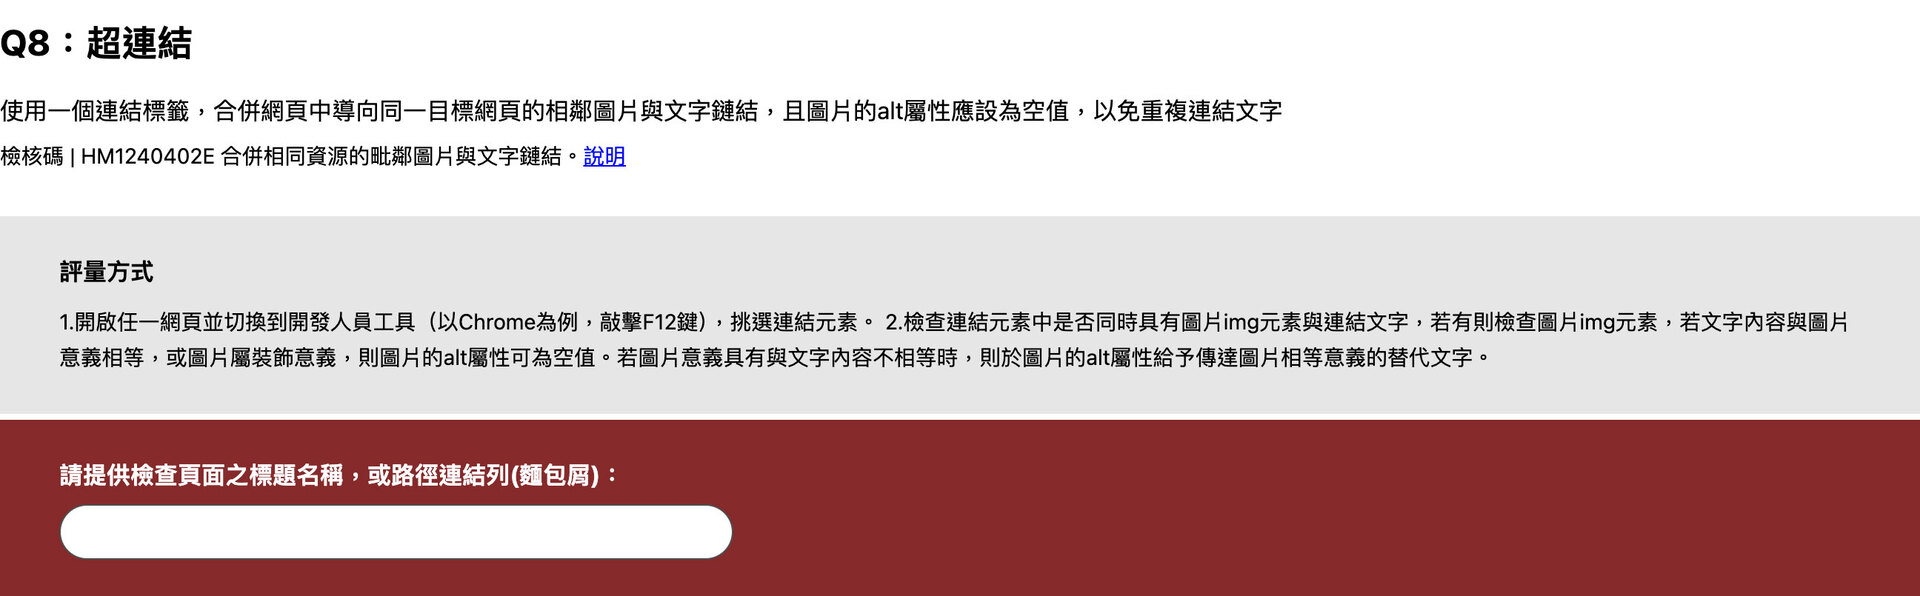 Q8：超連結
使用一個連結標籤，合併網頁中導向同一目標網頁的相鄰圖片與文字鏈結，且圖片的alt屬性應設為空值，以免重複連結文字
檢核碼 | HM1240402E 合併相同資源的毗鄰圖片與文字鏈結。說明
評量方式
1.開啟任一網頁並切換到開發人員工具（以Chrome為例，敲擊F12鍵），挑選連結元素。 2.檢查連結元素中是否同時具有圖片img元素與連結文字，若有則檢查圖片img元素，若文字內容與圖片
意義相等，或圖片屬裝飾意義，則圖片的alt屬性可為空值。若圖片意義具有與文字內容不相等時，則於圖片的alt屬性給予傳達圖片相等意義的替代文字。
請提供檢查頁面之標題名稱，或路徑連結列(麵包屑)：